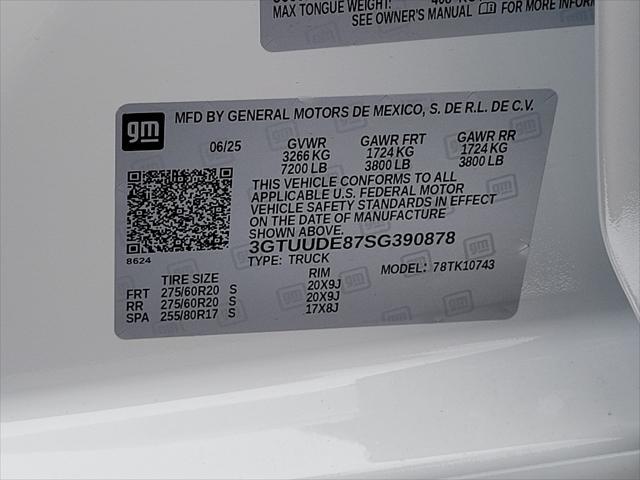 MAX TONGUE WEIGHT:
SEE OWNER'S MANUAL FOR MORE INFORM
gm
MFD BY GENERAL MOTORS DE MEXICO, S. DE R.L. DE C.V.
06/25 GVWR GAWR FRT GAWR RR
3266 KG 1724 KG 1724 KG
7200 LB 3800 LB 3800 LB
THIS VEHICLE CONFORMS TO ALL
APPLICABLE U.S. FEDERAL MOTOR
VEHICLE SAFETY STANDARDS IN EFFECT
ON THE DATE OF MANUFACTURE
SHOWN ABOVE.
3GTUUDE87SG390878
8624
TYPE: TRUCK
MODEL: 78TK10743
TIRE SIZE RIM
FRT 275/60R20 S 20X9J
RR 275/60R20 S 20X9J
SPA 255/80R17 S 17X8J